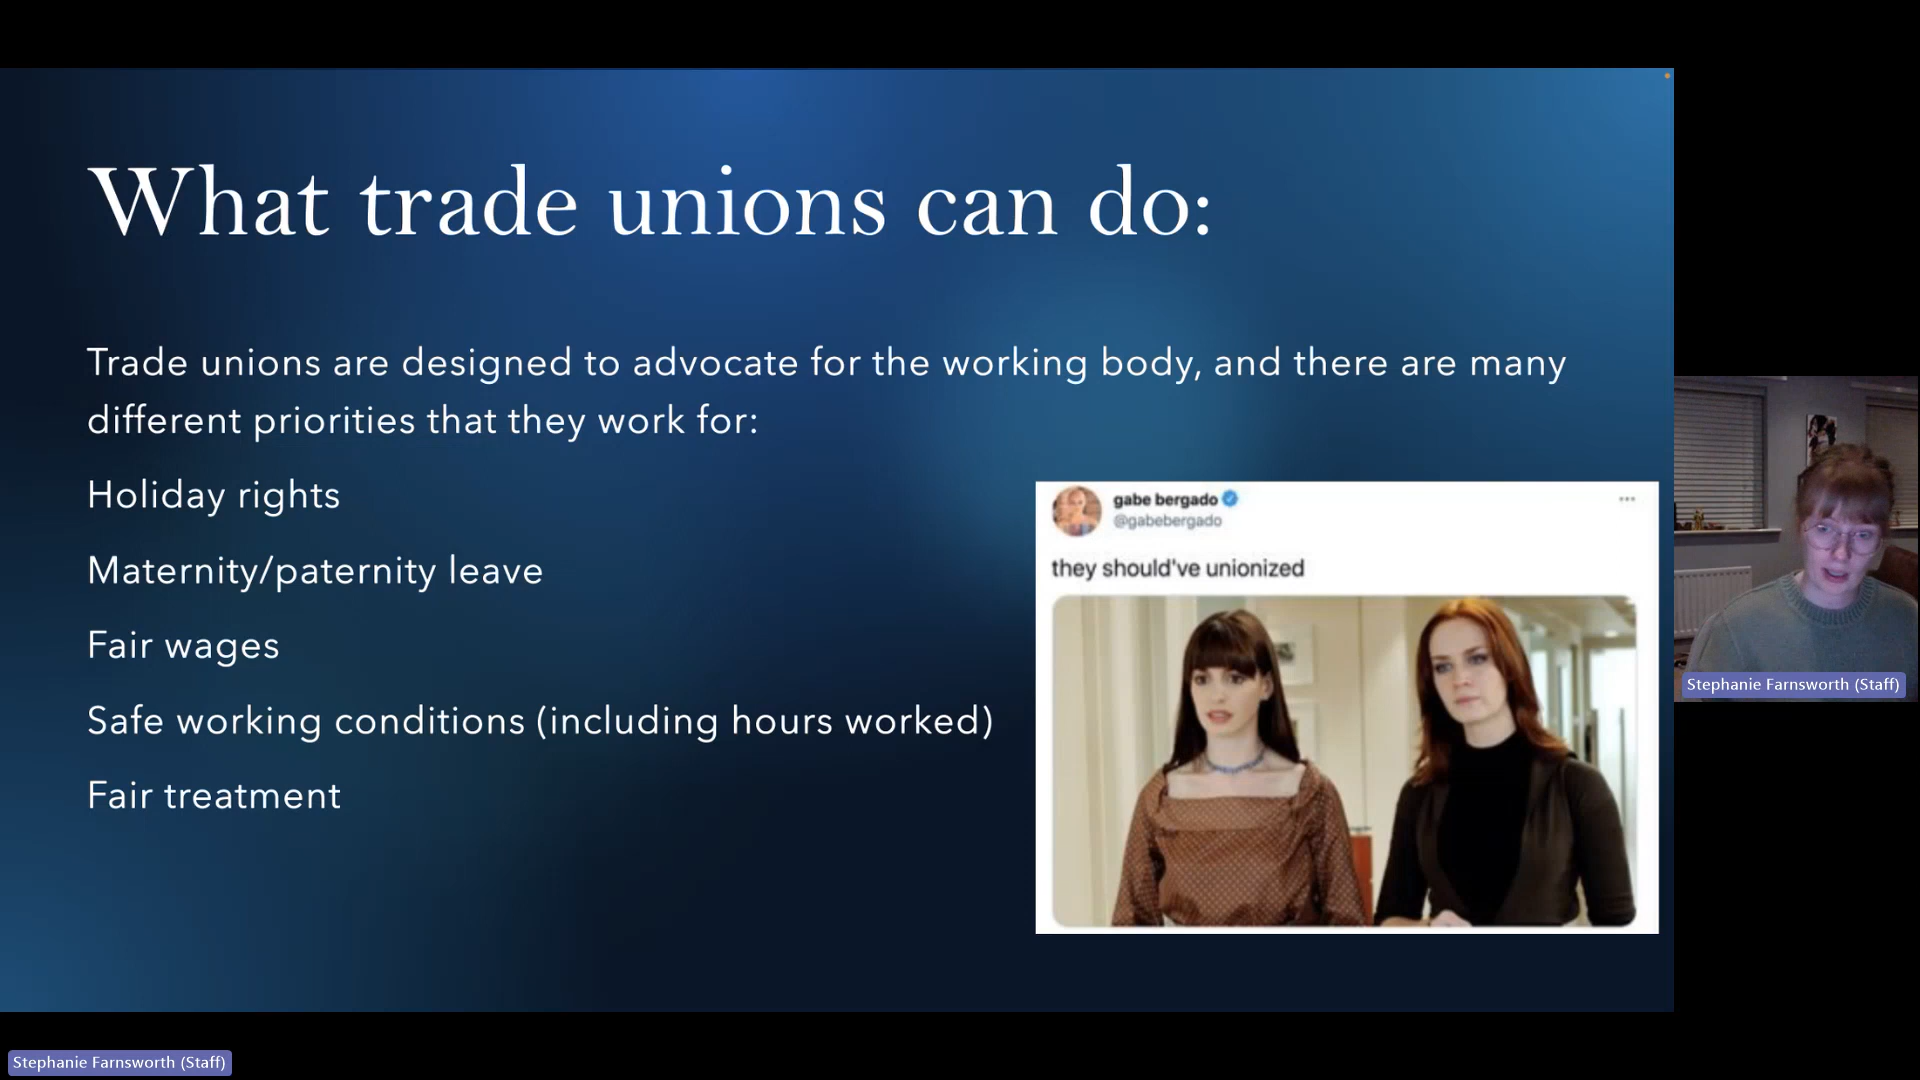 What trade unions can do:
Trade unions are designed to advocate for the working body, and there are many
different priorities that they work for:
Holiday rights
Maternity/paternity leave
Fair wages
Safe working conditions (including hours worked)
Fair treatment
gabe bergado
@gabebergado
they should've unionized
Stephanie Farnsworth (Staff)
Stephanie Farnsworth (Staff)